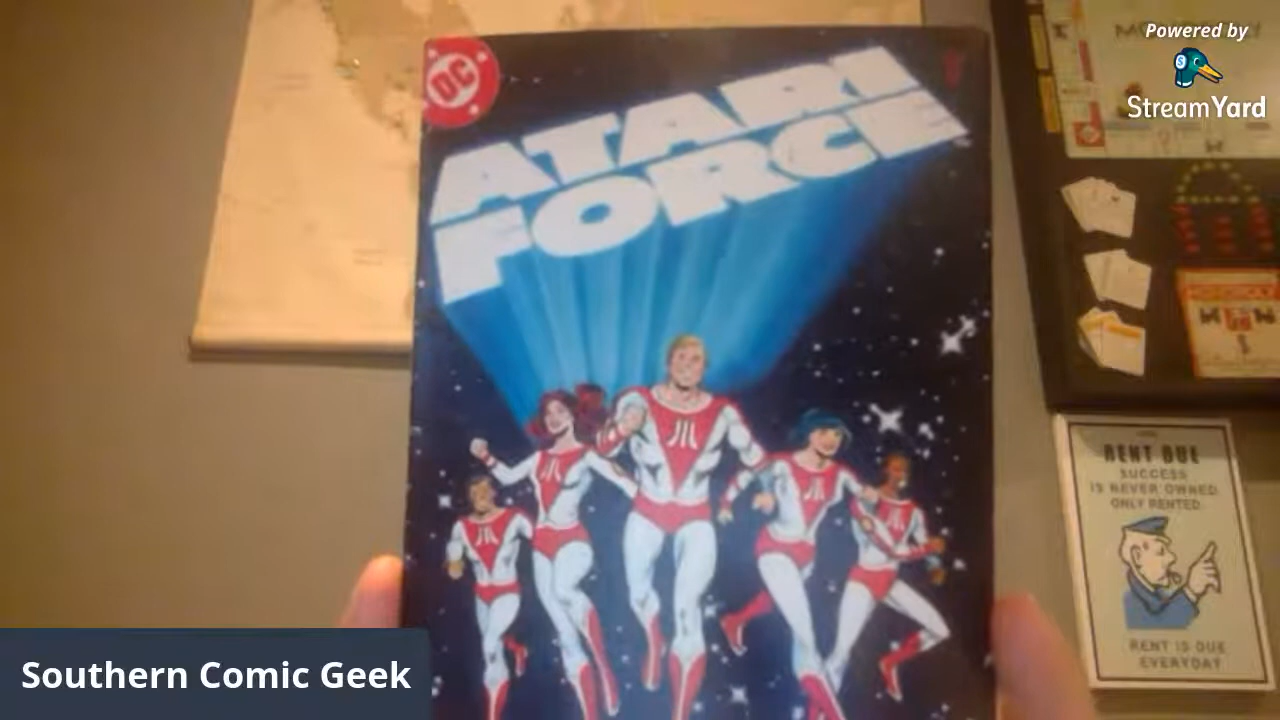 Powered by
StreamYard
DC
ATARI
FORCE
RENT DUE
SUCCESS
IS NEVER OWNED.
ONLY RENTED.
RENT IS DUE
EVERYDAY
Southern Comic Geek